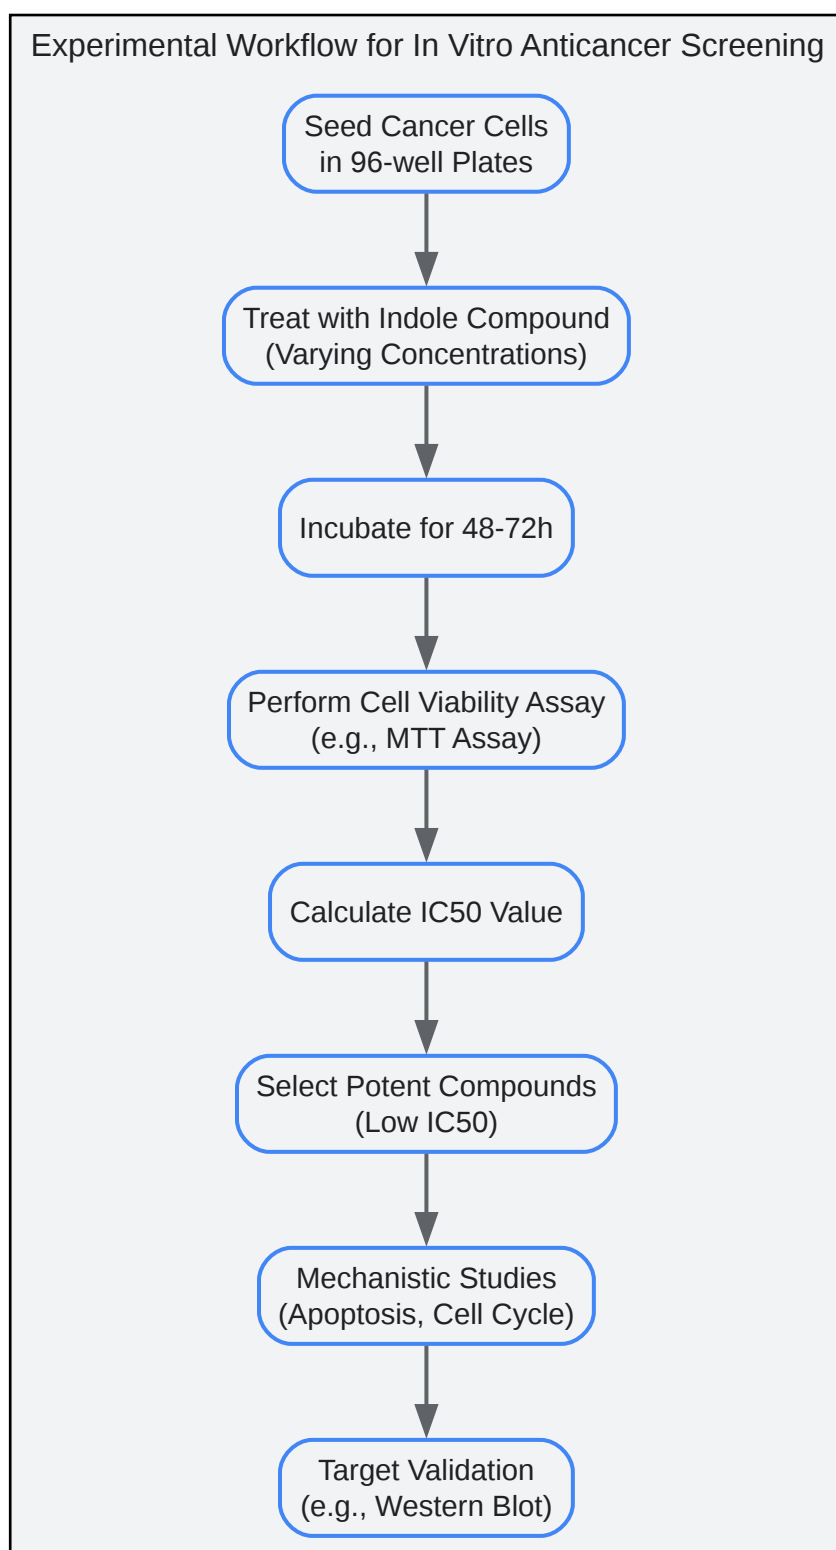 Experimental Workflow for In Vitro Anticancer Screening
Seed Cancer Cells
in 96-well Plates
Treat with Indole Compound
(Varying Concentrations)
Incubate for 48-72h
Perform Cell Viability Assay
(e.g., MTT Assay)
Calculate IC50 Value
Select Potent Compounds
(Low IC50)
Mechanistic Studies
(Apoptosis, Cell Cycle)
Target Validation
(e.g., Western Blot)